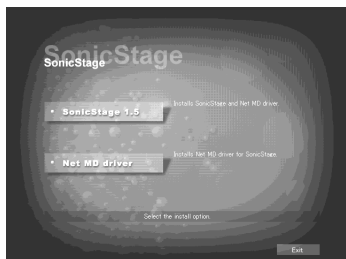 SonicStage
SonicStage
SonicStage 1.5
Installs SonicStage and Net MD driver.
Net MD driver
Installs Net MD driver for SonicStage.
Select the install option.
Exit